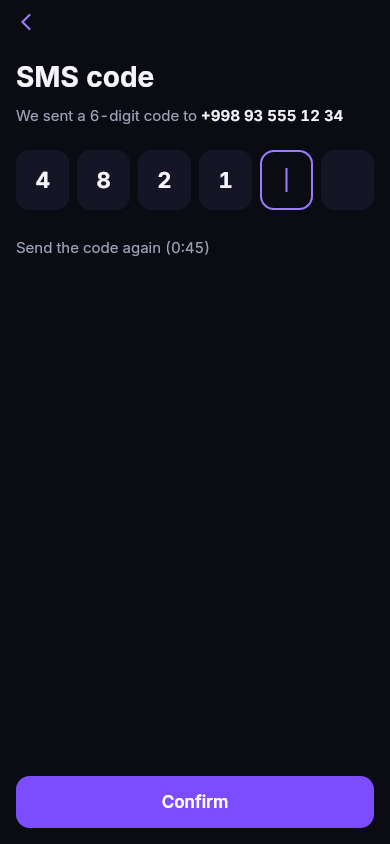 SMS code
We sent a 6-digit code to +998 93 555 12 34
4 8 2 1
Send the code again (0:45)
Confirm